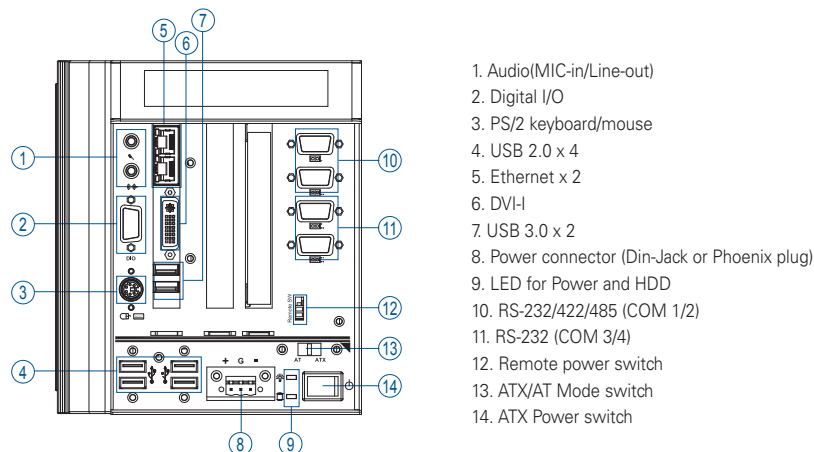 7
5
6
1. Audio(MIC-in/Line-out)
2. Digital I/O
3. PS/2 keyboard/mouse
4. USB 2.0 x 4
5. Ethernet x 2
6. DVI-I
7. USB 3.0 x 2
8. Power connector (Din-Jack or Phoenix plug)
9. LED for Power and HDD
10. RS-232/422/485 (COM 1/2)
11. RS-232 (COM 3/4)
12. Remote power switch
13. ATX/AT Mode switch
14. ATX Power switch
1
10
2
11
DIO
3
Remote SW
12
13
+ G -
AT ATX
4
14
8
9